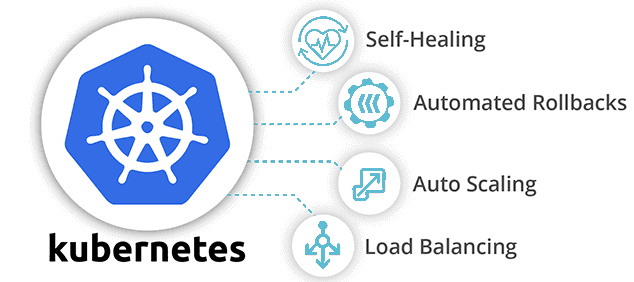 Self-Healing
Automated Rollbacks
Auto Scaling
Load Balancing
kubernetes